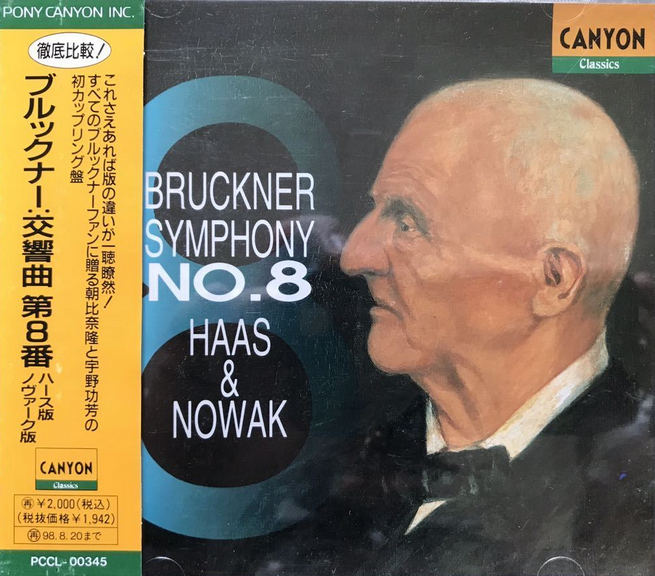 PONY CANYON INC.
徹底比較!
これさえあれば版の違いが一聴瞭然!
すべてのブルックナーファンに贈る朝比奈隆と宇野功芳の
初カップリング盤
ブルックナー:交響曲 第8番
ハース版
ノヴァーク版
CANYON
Classics
再 ¥2,000(税込)
(税抜価格¥1,942)
再 98.8.20まで
PCCL-00345
BRUCKNER
SYMPHONY
NO.8
HAAS
&
NOWAK
CANYON
Classics